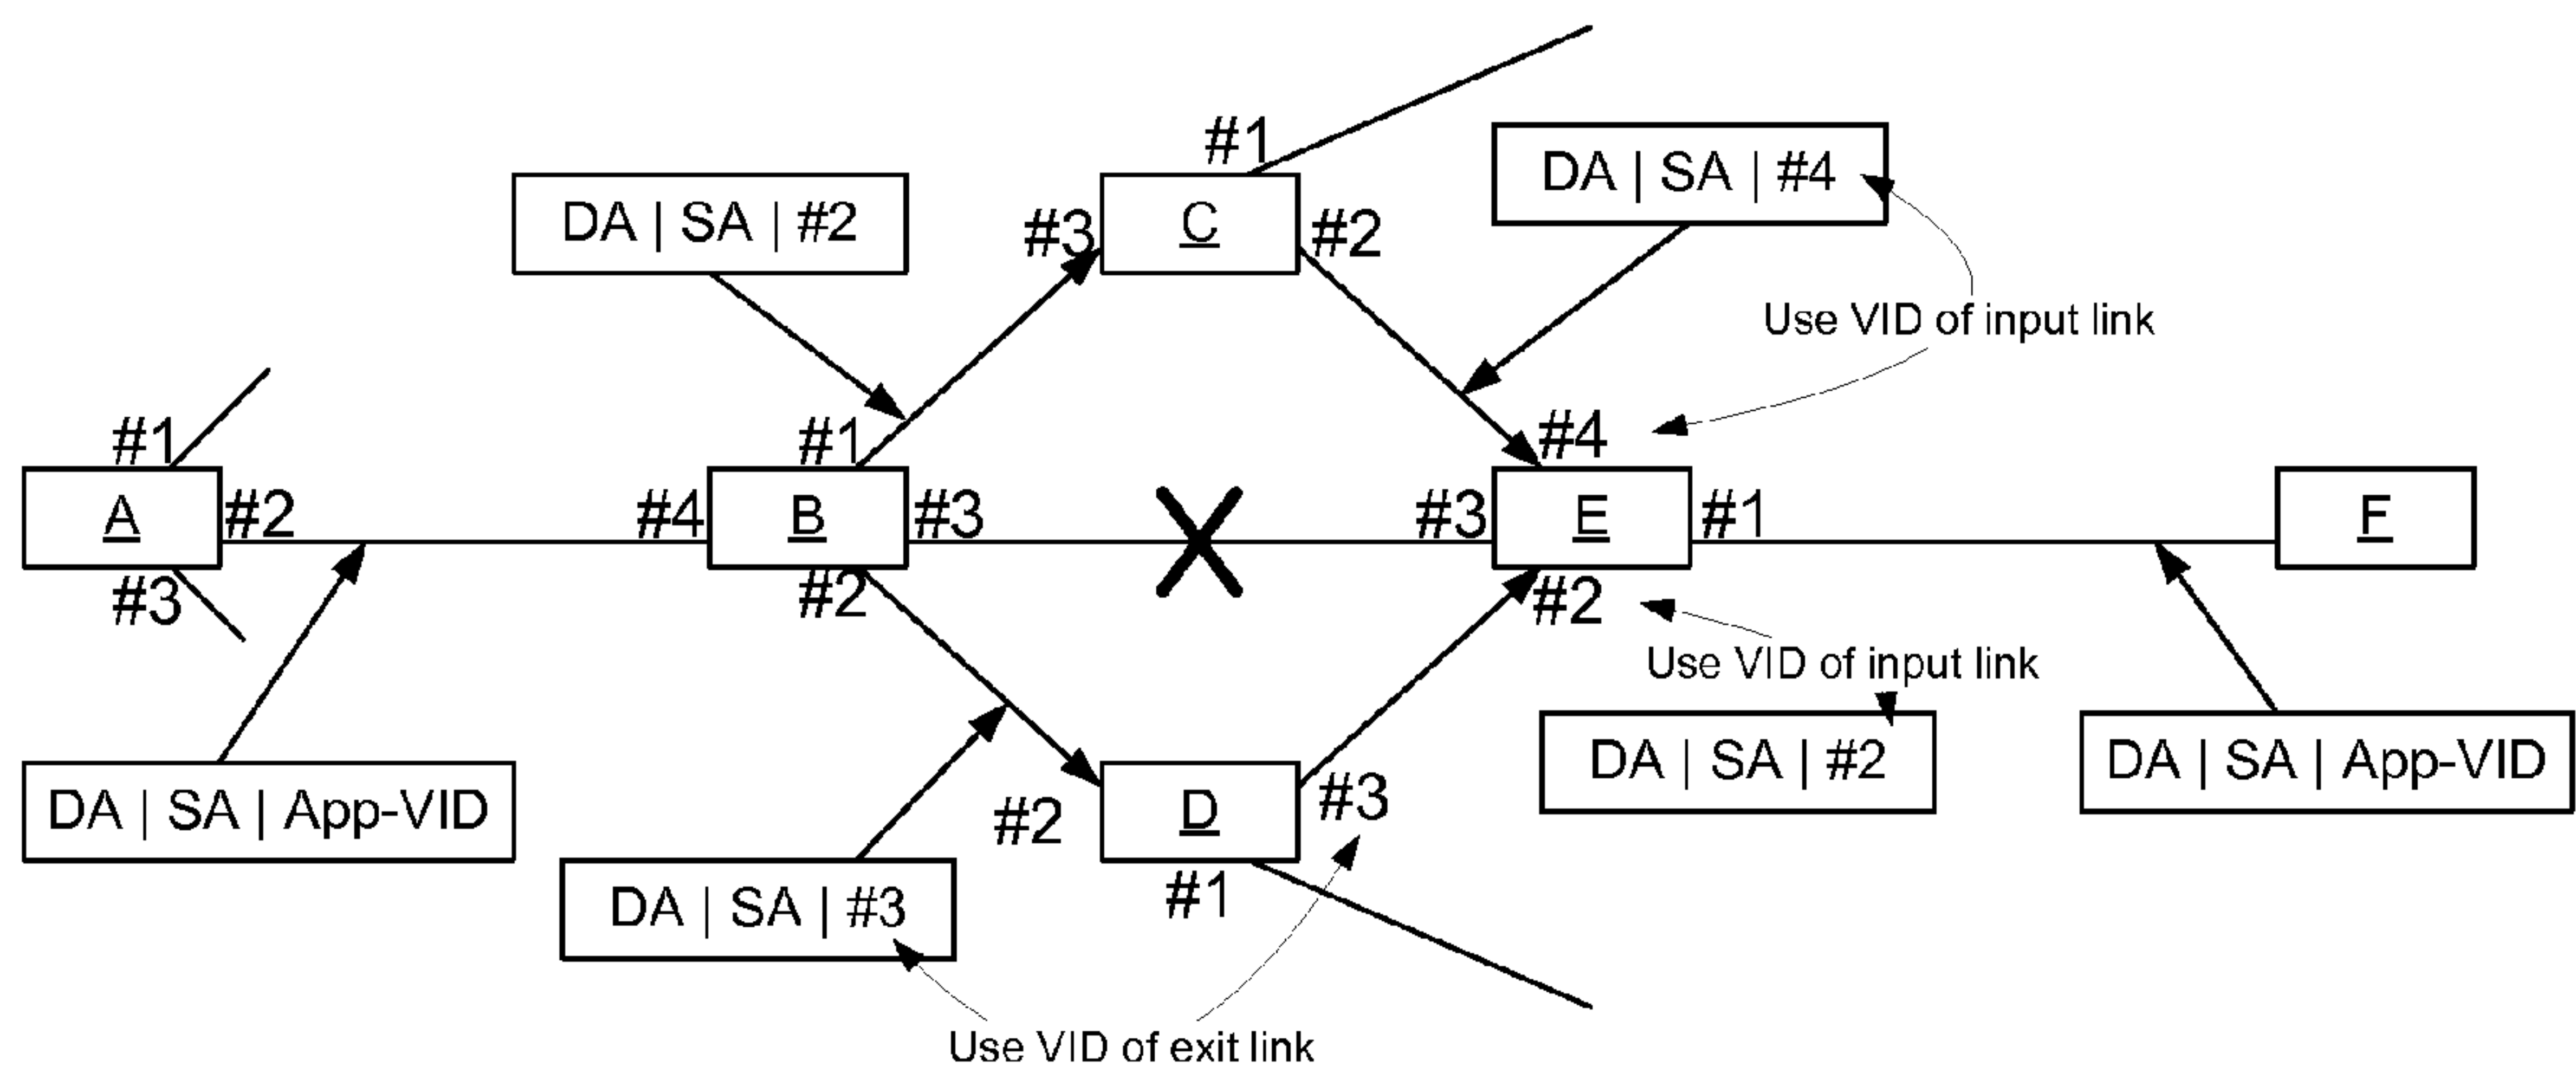 #1
DA | SA | #4
DA | SA | #2
#3
C
#2
Use VID of input link
#1
#1
#4
A
#2
#4
B
#3
#3
E
#1
F
#3
#2
#2
Use VID of input link
DA | SA | #2
DA | SA | App-VID
DA | SA | App-VID
#2
D
#3
DA | SA | #3
#1
Use VID of exit link